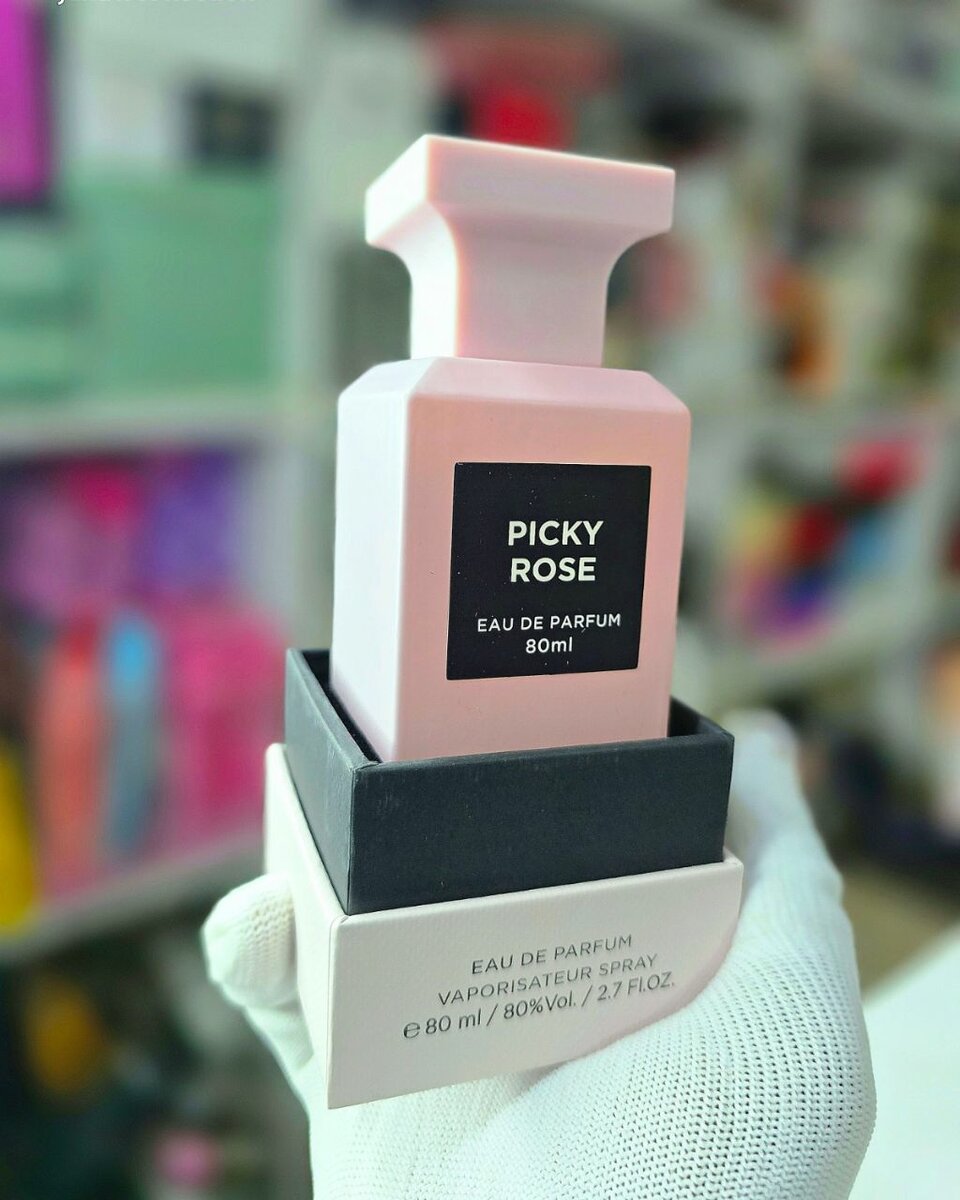 PICKY
ROSE
EAU DE PARFUM
80ml
EAU DE PARFUM
VAPORISATEUR SPRAY
℮ 80 ml / 80%Vol. / 2.7 Fl.OZ.